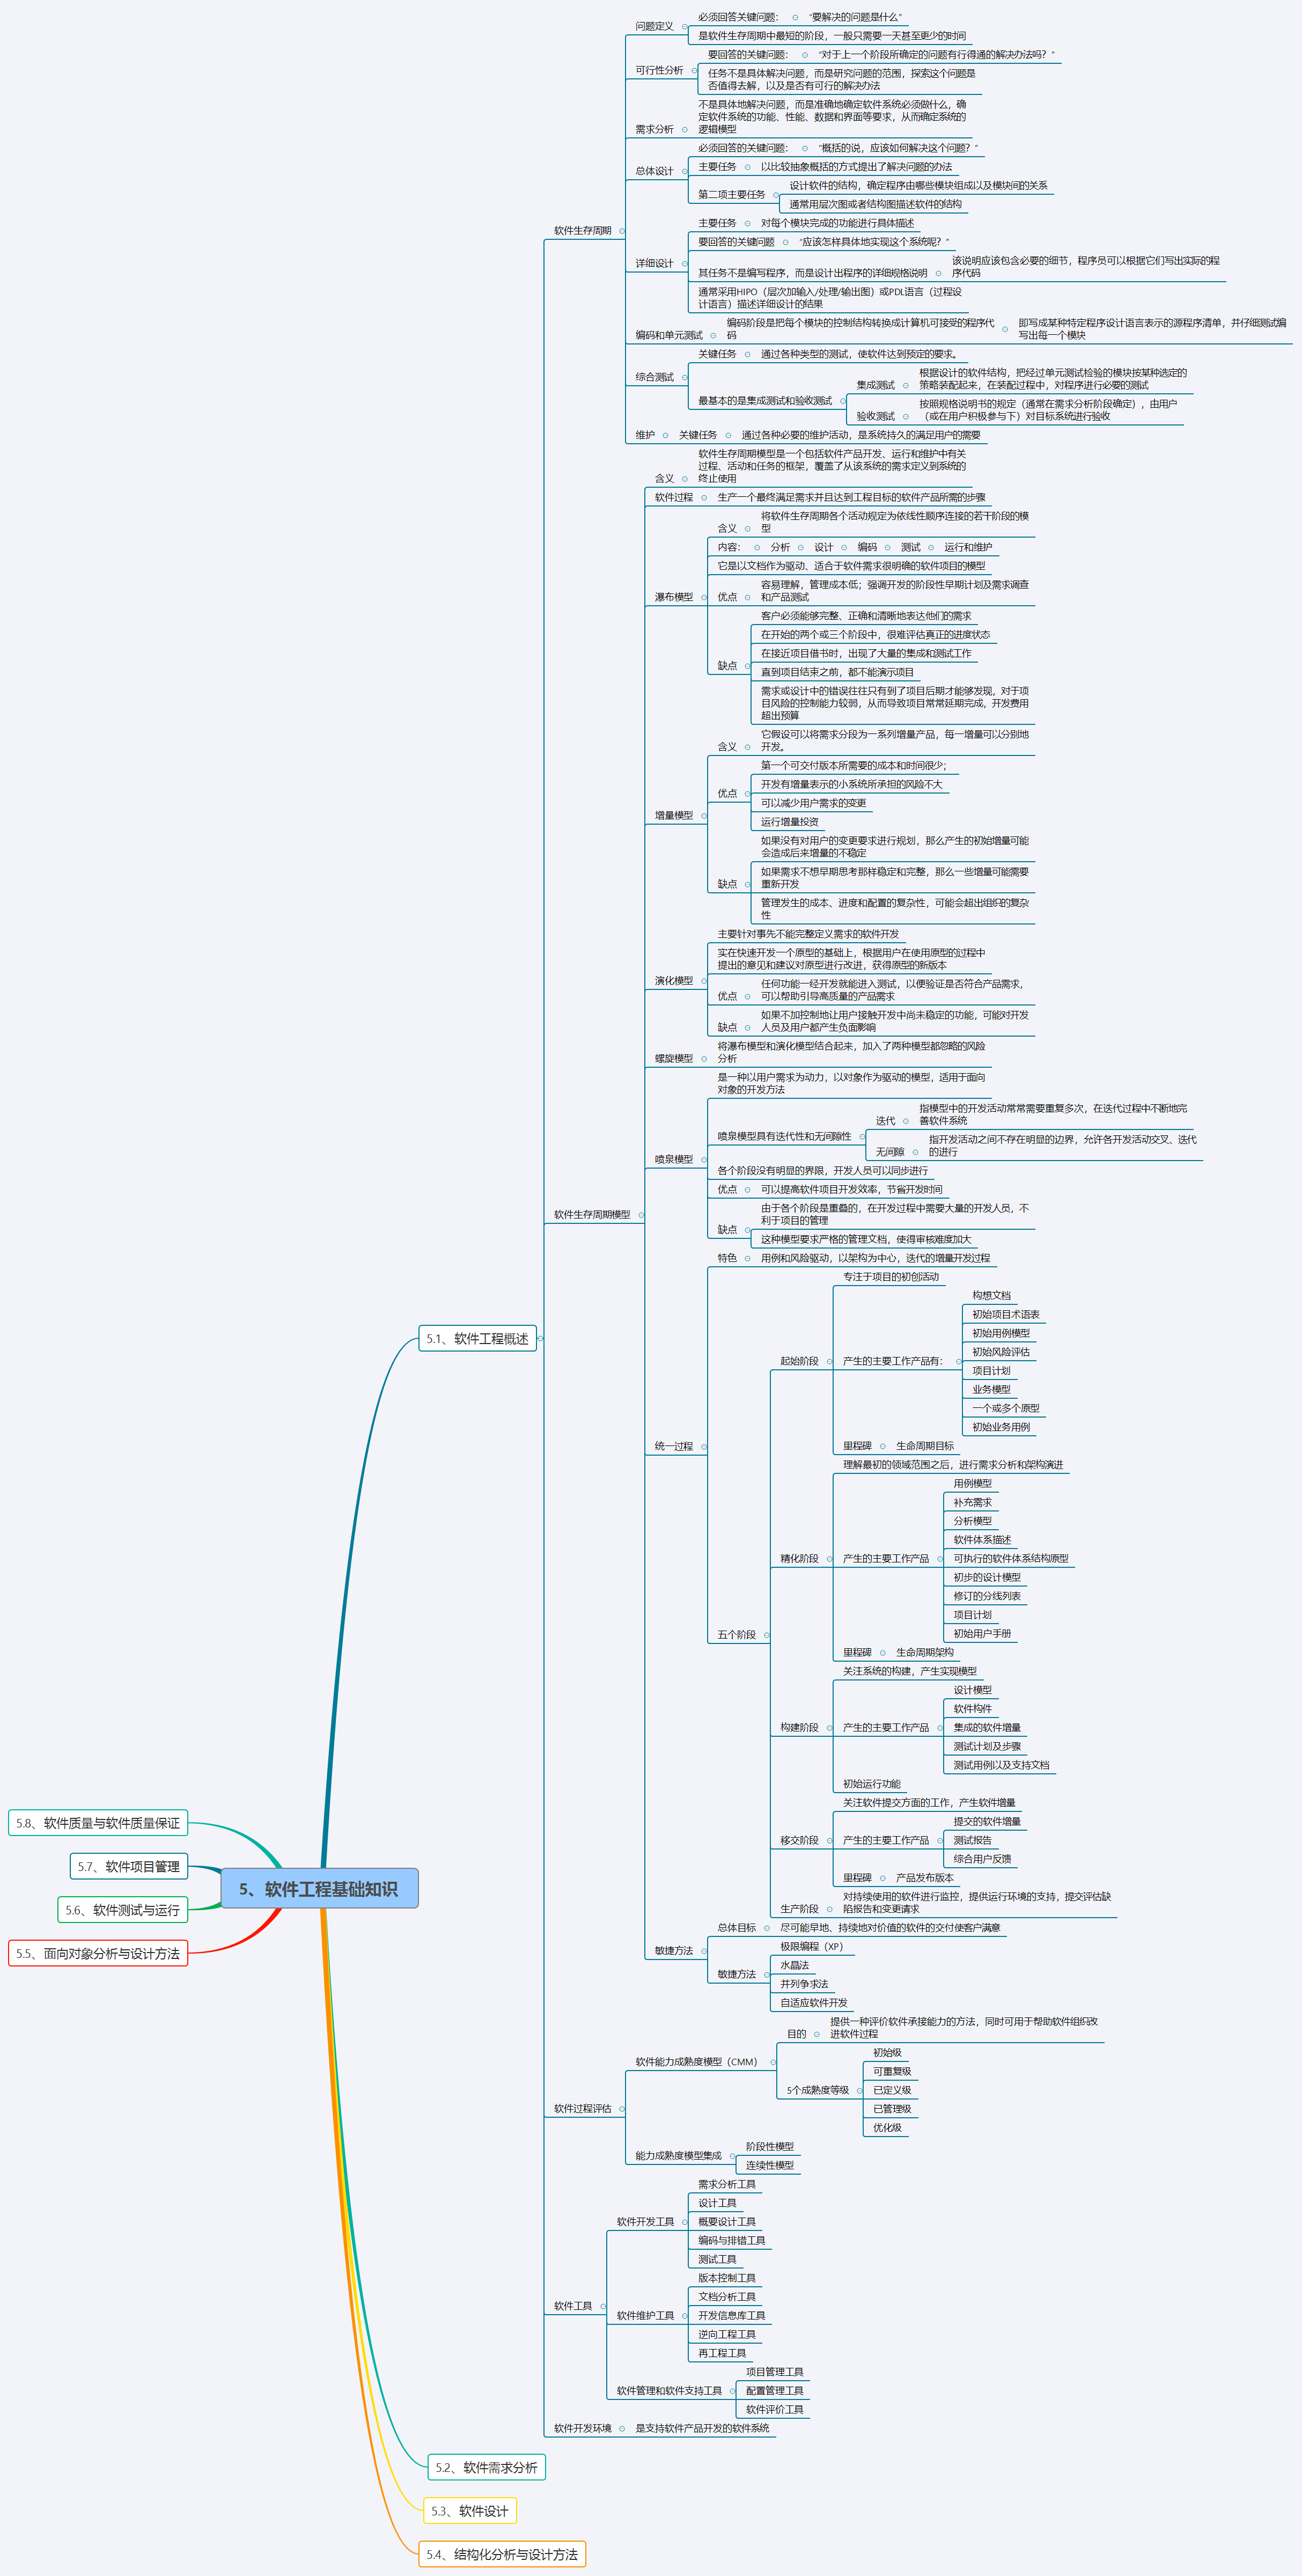 必须回答关键问题： “要解决的问题是什么”
问题定义
是软件生存周期中最短的阶段，一般只需要一天甚至更少的时间
要回答的关键问题： “对于上一个阶段所确定的问题有行得通的解决办法吗？”
可行性分析
任务不是具体解决问题，而是研究问题的范围，探索这个问题是
否值得去解，以及是否有可行的解决办法
不是具体地解决问题，而是准确地确定软件系统必须做什么，确
定软件系统的功能、性能、数据和界面等要求，从而确定系统的
需求分析
逻辑模型
必须回答的关键问题： “概括的说，应该如何解决这个问题？”
总体设计
主要任务 以比较抽象概括的方式提出了解决问题的办法
设计软件的结构，确定程序由哪些模块组成以及模块间的关系
第二项主要任务
通常用层次图或者结构图描述软件的结构
软件生存周期
主要任务 对每个模块完成的功能进行具体描述
要回答的关键问题 “应该怎样具体地实现这个系统呢？”
详细设计
该说明应该包含必要的细节，程序员可以根据它们写出实际的程
序代码
其任务不是编写程序，而是设计出程序的详细规格说明
通常采用HIPO（层次加输入/处理/输出图）或PDL语言（过程设
计语言）描述详细设计的结果
编码和单元测试
编码阶段是把每个模块的控制结构转换成计算机可接受的程序代
码
即写成某种特定程序设计语言表示的源程序清单，并仔细测试编
写出每一个模块
关键任务 通过各种类型的测试，使软件达到预定的要求。
综合测试
根据设计的软件结构，把经过单元测试检验的模块按某种选定的
策略装配起来，在装配过程中，对程序进行必要的测试
集成测试
最基本的是集成测试和验收测试
按照规格说明书的规定（通常在需求分析阶段确定），由用户
（或在用户积极参与下）对目标系统进行验收
验收测试
维护 关键任务 通过各种必要的维护活动，是系统持久的满足用户的需要
软件生存周期模型是一个包括软件产品开发、运行和维护中有关
过程、活动和任务的框架，覆盖了从该系统的需求定义到系统的
终止使用
含义
软件过程 生产一个最终满足需求并且达到工程目标的软件产品所需的步骤
将软件生存周期各个活动规定为依线性顺序连接的若干阶段的模
型
含义
内容： 分析 设计 编码 测试 运行和维护
它是以文档作为驱动、适合于软件需求很明确的软件项目的模型
瀑布模型
优点
容易理解，管理成本低；强调开发的阶段性早期计划及需求调查
和产品测试
客户必须能够完整、正确和清晰地表达他们的需求
在开始的两个或三个阶段中，很难评估真正的进度状态
缺点
在接近项目借书时，出现了大量的集成和测试工作
直到项目结束之前，都不能演示项目
需求或设计中的错误往往只有到了项目后期才能够发现，对于项
目风险的控制能力较弱，从而导致项目常常延期完成，开发费用
超出预算
含义
它假设可以将需求分段为一系列增量产品，每一增量可以分别地
开发。
第一个可交付版本所需要的成本和时间很少；
优点
开发有增量表示的小系统所承担的风险不大
可以减少用户需求的变更
运行增量投资
增量模型
如果没有对用户的变更要求进行规划，那么产生的初始增量可能
会造成后来增量的不稳定
缺点
如果需求不想早期思考那样稳定和完整，那么一些增量可能需要
重新开发
管理发生的成本、进度和配置的复杂性，可能会超出组织的复杂
性
主要针对事先不能完整定义需求的软件开发
实在快速开发一个原型的基础上，根据用户在使用原型的过程中
提出的意见和建议对原型进行改进，获得原型的新版本
演化模型
优点
任何功能一经开发就能进入测试，以便验证是否符合产品需求，
可以帮助引导高质量的产品需求
缺点
如果不加控制地让用户接触开发中尚未稳定的功能，可能对开发
人员及用户都产生负面影响
螺旋模型
将瀑布模型和演化模型结合起来，加入了两种模型都忽略的风险
分析
是一种以用户需求为动力，以对象作为驱动的模型，适用于面向
对象的开发方法
喷泉模型具有迭代性和无间隙性
迭代
指模型中的开发活动常常需要重复多次，在迭代过程中不断地完
善软件系统
无间隙
指开发活动之间不存在明显的边界，允许各开发活动交叉、迭代
的进行
喷泉模型
各个阶段没有明显的界限，开发人员可以同步进行
优点 可以提高软件项目开发效率，节省开发时间
缺点
由于各个阶段是重叠的，在开发过程中需要大量的开发人员，不
利于项目的管理
这种模型要求严格的管理文档，使得审核难度加大
软件生存周期模型
特色 用例和风险驱动，以架构为中心，迭代的增量开发过程
专注于项目的初创活动
构想文档
初始项目术语表
初始用例模型
初始风险评估
起始阶段 产生的主要工作产品有：
项目计划
业务模型
一个或多个原型
初始业务用例
里程碑 生命周期目标
统一过程
理解最初的领域范围之后，进行需求分析和架构演进
用例模型
补充需求
分析模型
软件体系描述
精化阶段 产生的主要工作产品 可执行的软件体系结构原型
初步的设计模型
修订的分线列表
项目计划
初始用户手册
五个阶段
里程碑 生命周期架构
关注系统的构建，产生实现模型
设计模型
软件构件
构建阶段 产生的主要工作产品 集成的软件增量
测试计划及步骤
测试用例以及支持文档
初始运行功能
关注软件提交方面的工作，产生软件增量
提交的软件增量
移交阶段 产生的主要工作产品 测试报告
综合用户反馈
里程碑 产品发布版本
生产阶段
对持续使用的软件进行监控，提供运行环境的支持，提交评估缺
陷报告和变更请求
总体目标 尽可能早地、持续地对价值的软件的交付使客户满意
敏捷方法
极限编程（XP）
水晶法
敏捷方法
并列争求法
自适应软件开发
5.1、软件工程概述
目的
提供一种评价软件承接能力的方法，同时可用于帮助软件组织改
进软件过程
软件能力成熟度模型（CMM）
初始级
可重复级
5个成熟度等级 已定义级
已管理级
优化级
软件过程评估
能力成熟度模型集成
阶段性模型
连续性模型
需求分析工具
设计工具
软件开发工具 概要设计工具
编码与排错工具
测试工具
版本控制工具
文档分析工具
软件工具
软件维护工具 开发信息库工具
逆向工程工具
再工程工具
项目管理工具
软件管理和软件支持工具 配置管理工具
软件评价工具
软件开发环境 是支持软件产品开发的软件系统
5.8、软件质量与软件质量保证
5.7、软件项目管理
5、软件工程基础知识
5.6、软件测试与运行
5.5、面向对象分析与设计方法
5.2、软件需求分析
5.3、软件设计
5.4、结构化分析与设计方法